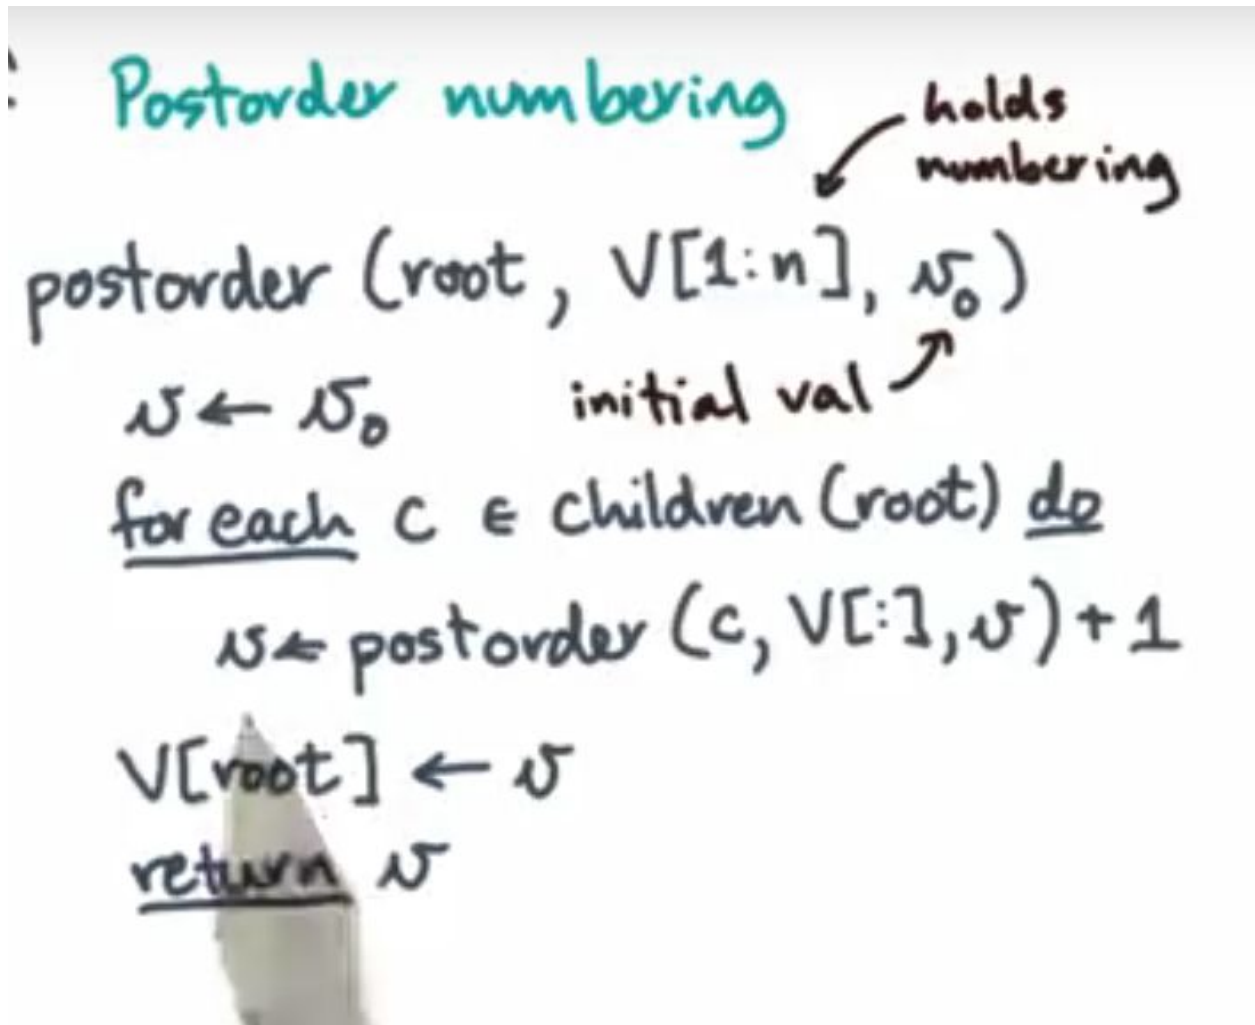 Postorder numbering
holds
numbering
postorder (root, V[1:n], v₀)
v ← v₀
initial val
for each c ∈ children (root) do
v ← postorder (c, V[:], v) + 1
V[root] ← v
return v